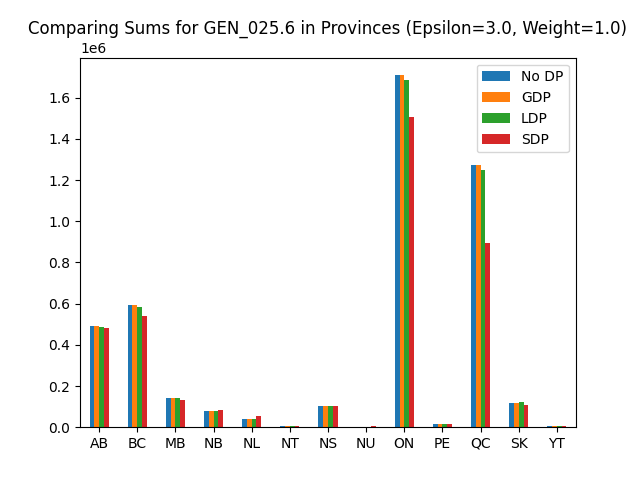 Comparing Sums for GEN_025.6 in Provinces (Epsilon=3.0, Weight=1.0)
1e6
No DP
GDP
LDP
SDP
1.6
1.4
1.2
1.0
0.8
0.6
0.4
0.2
0.0
AB BC MB NB NL NT NS NU ON PE QC SK YT